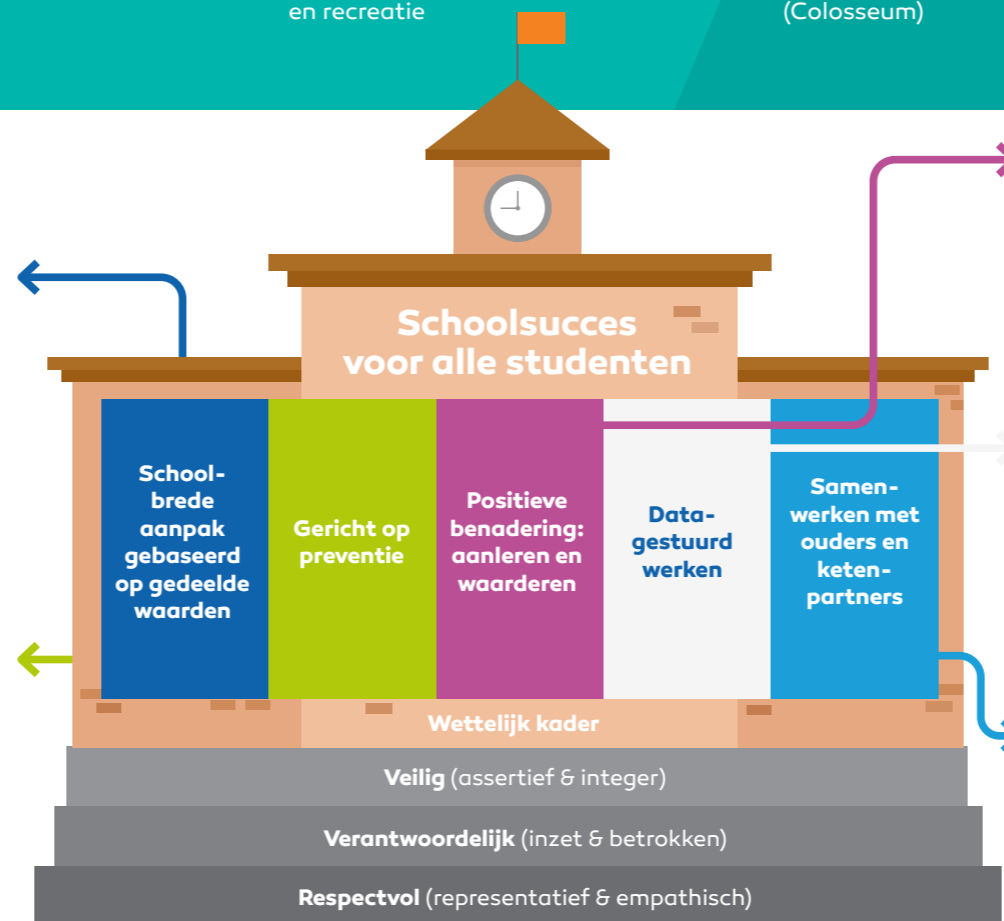 en recreatie
(Colosseum)
Schoolsucces
voor alle studenten
School-
brede
aanpak
gebaseerd
op gedeelde
waarden
Gericht op
preventie
Positieve
benadering:
aanleren en
waarderen
Data-
gestuurd
werken
Samen-
werken met
ouders en
keten-
partners
Wettelijk kader
Veilig (assertief & integer)
Verantwoordelijk (inzet & betrokken)
Respectvol (representatief & empathisch)